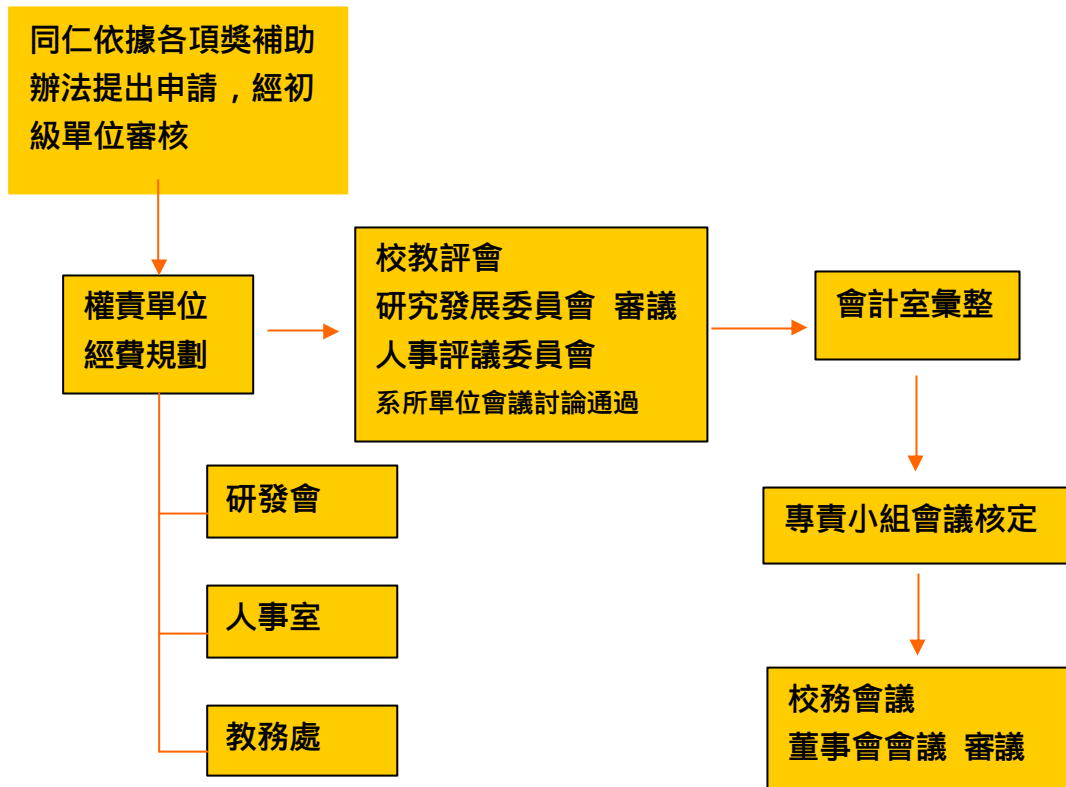 同仁依據各項獎補助
辦法提出申請，經初
級單位審核
權責單位
經費規劃
校教評會
研究發展委員會 審議
人事評議委員會
系所單位會議討論通過
會計室彙整
研發會
專責小組會議核定
人事室
教務處
校務會議
董事會會議 審議